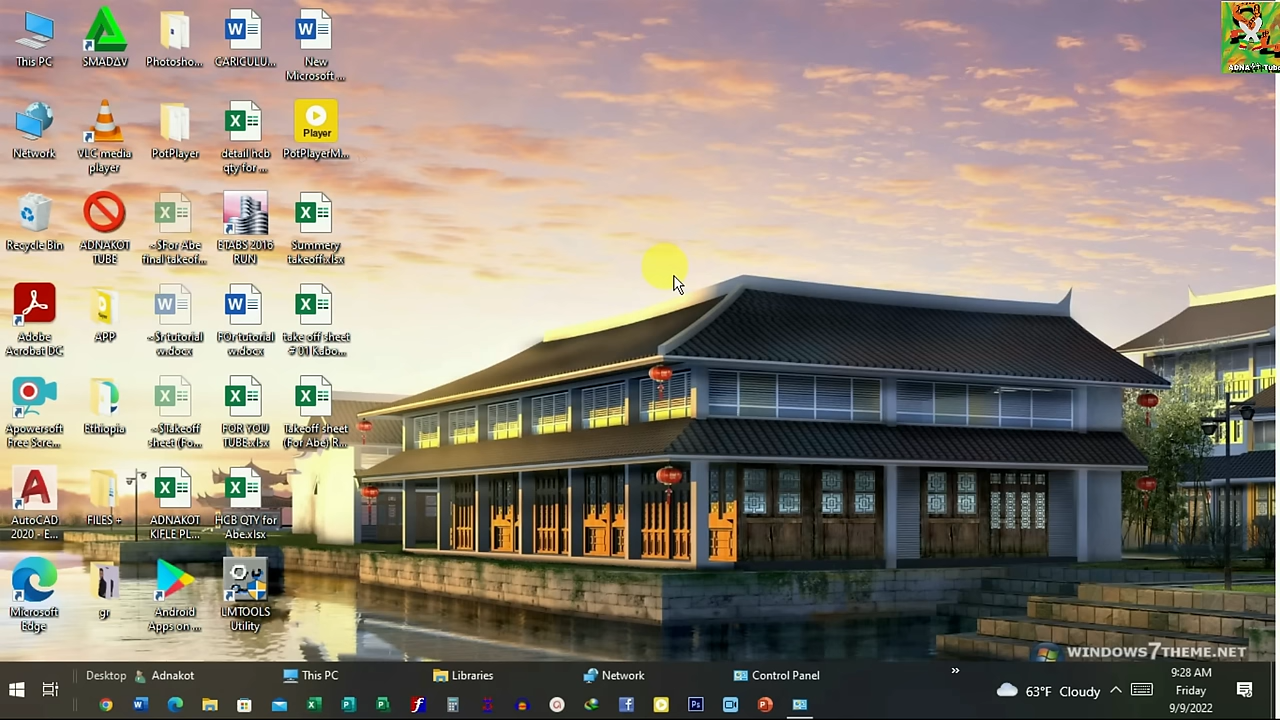 This PC
SMADΔV
Photosho...
CARICULU...
New
Microsoft ...
Network
VLC media
player
PotPlayer
detail hcb
qty for ...
Player
PotPlayerM...
Recycle Bin
ADNAKOT
TUBE
~$For Abe
final takeof...
ETABS 2016
RUN
Summery
takeoff.xlsx
Adobe
Acrobat DC
APP
~$r tutorial
w.docx
FOr tutorial
w.docx
take off sheet
# 01 Kabo...
Apowersoft
Free Scre...
Ethiopia
~$Takeoff
sheet (Fo...
FOR YOU
TUBE.xlsx
Takeoff sheet
(For Abe) R...
AutoCAD
2020 - E...
FILES +
ADNAKOT
KIFLE PL...
HCB QTY for
Abe.xlsx
Microsoft
Edge
gr
Android
Apps on ...
LMTOOLS
Utility
WINDOWS7THEME.NET
Desktop
Adnakot
This PC
Libraries
Network
Control Panel
»
63°F Cloudy
9:28 AM
Friday
9/9/2022